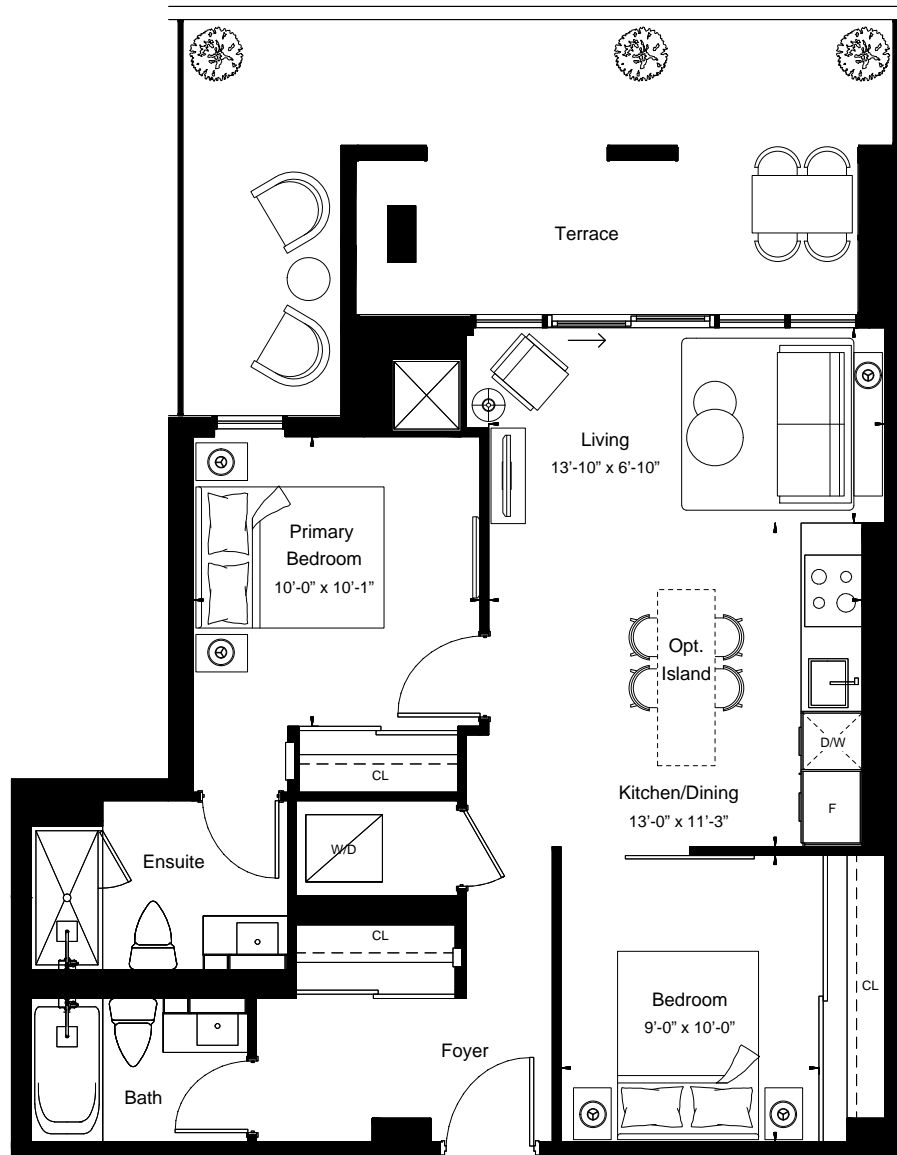 Terrace
Living
13’-10” x 6’-10”
Primary
Bedroom
10’-0” x 10’-1”
Opt.
Island
D/W
CL
Kitchen/Dining
13’-0” x 11’-3”
F
W/D
Ensuite
CL
CL
Bedroom
9’-0” x 10’-0”
Foyer
Bath